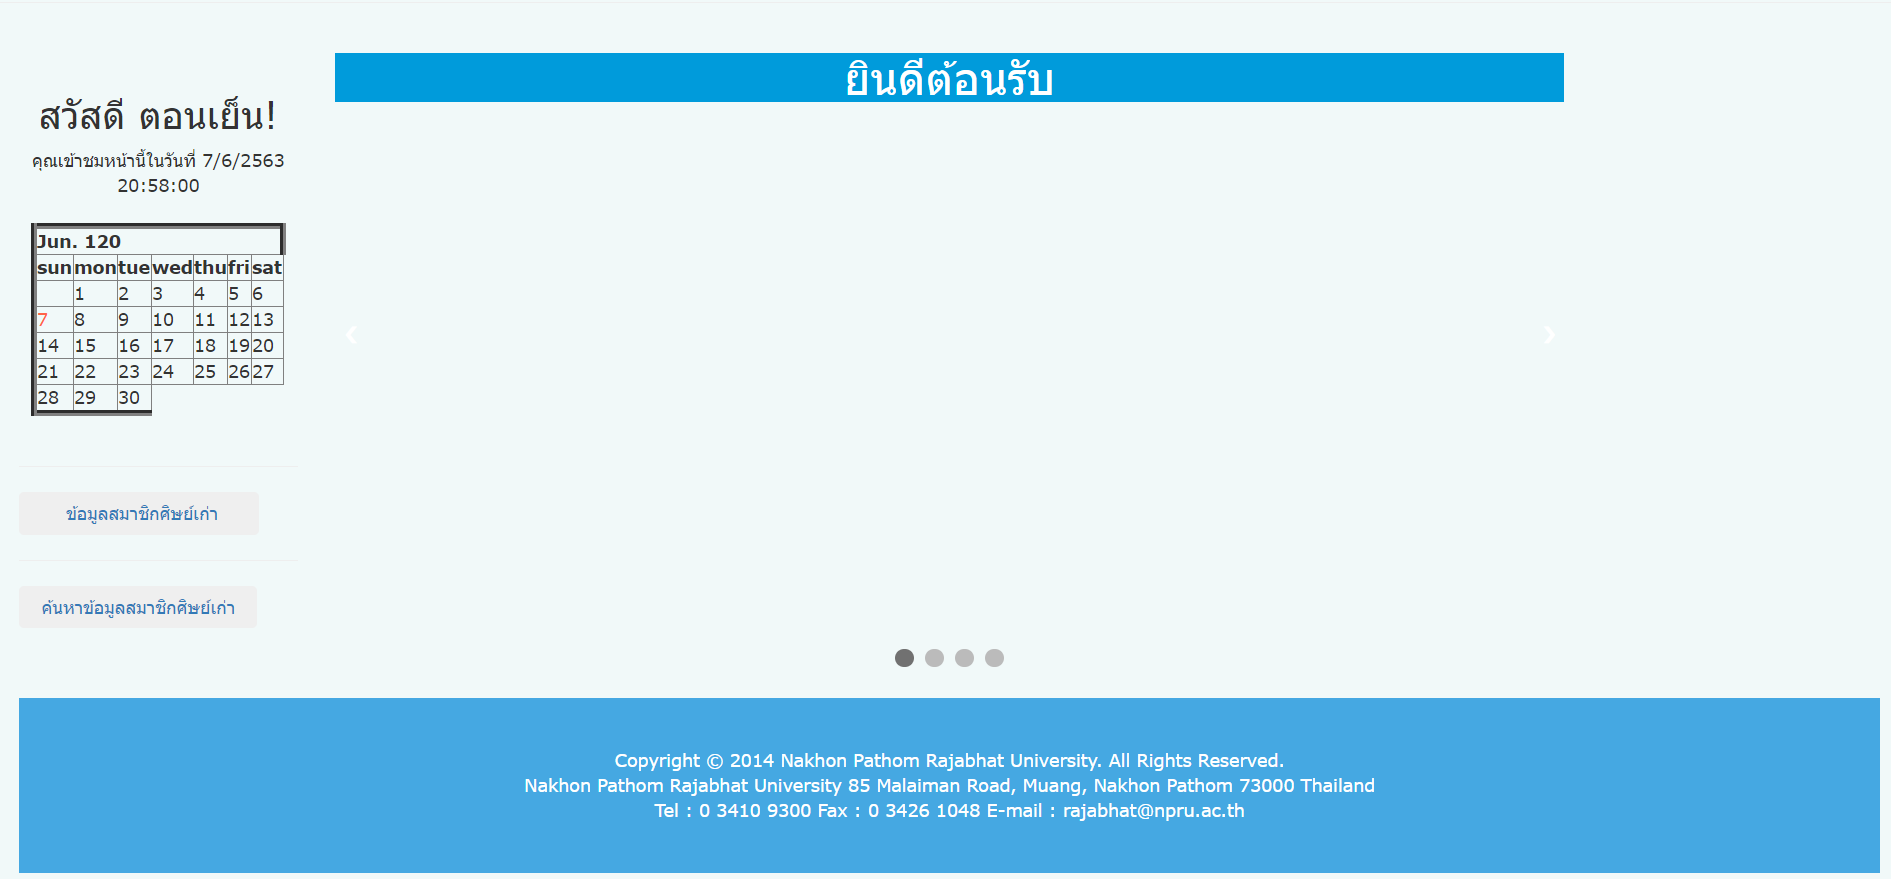 ยินดีต้อนรับ
สวัสดี ตอนเย็น!
คุณเข้าชมหน้านี้ในวันที่ 7/6/2563
20:58:00
Jun. 120
sun mon tue wed thu fri sat
1 2 3 4 5 6
7 8 9 10 11 12 13
14 15 16 17 18 19 20
21 22 23 24 25 26 27
28 29 30
ข้อมูลสมาชิกศิษย์เก่า
ค้นหาข้อมูลสมาชิกศิษย์เก่า
Copyright © 2014 Nakhon Pathom Rajabhat University. All Rights Reserved.
Nakhon Pathom Rajabhat University 85 Malaiman Road, Muang, Nakhon Pathom 73000 Thailand
Tel : 0 3410 9300 Fax : 0 3426 1048 E-mail : rajabhat@npru.ac.th